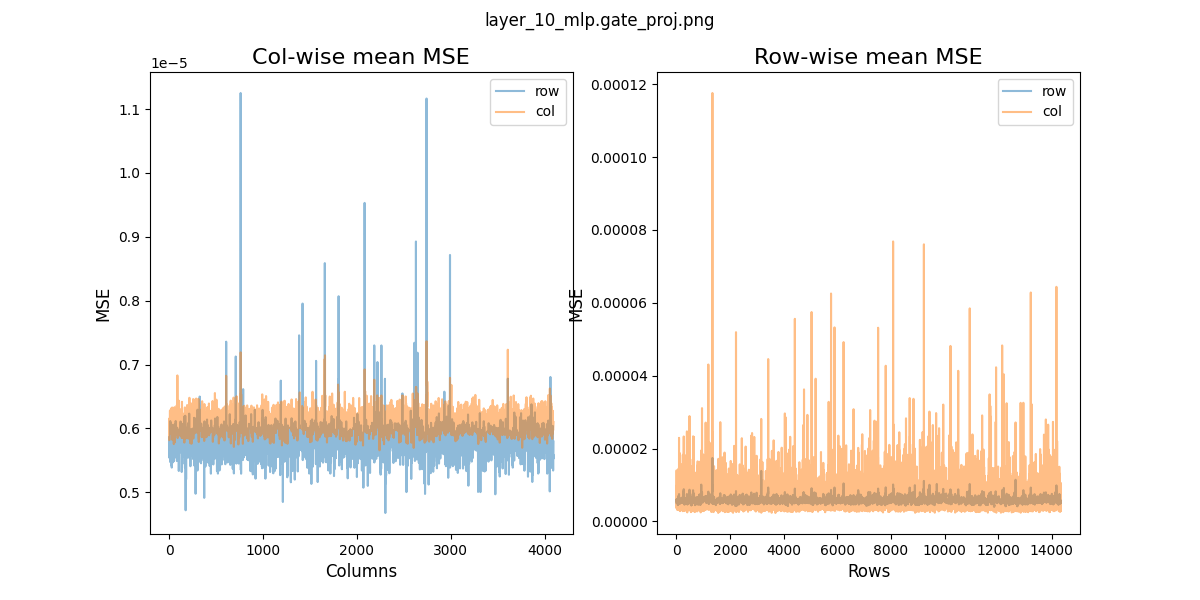 layer_10_mlp.gate_proj.png
Col-wise mean MSE
1e−5
row
col
1.1
1.0
0.9
0.8
0.7
0.6
0.5
MSE
0
1000
2000
3000
4000
Columns
Row-wise mean MSE
row
col
0.00012
0.00010
0.00008
0.00006
0.00004
0.00002
0.00000
MSE
0
2000
4000
6000
8000
10000
12000
14000
Rows